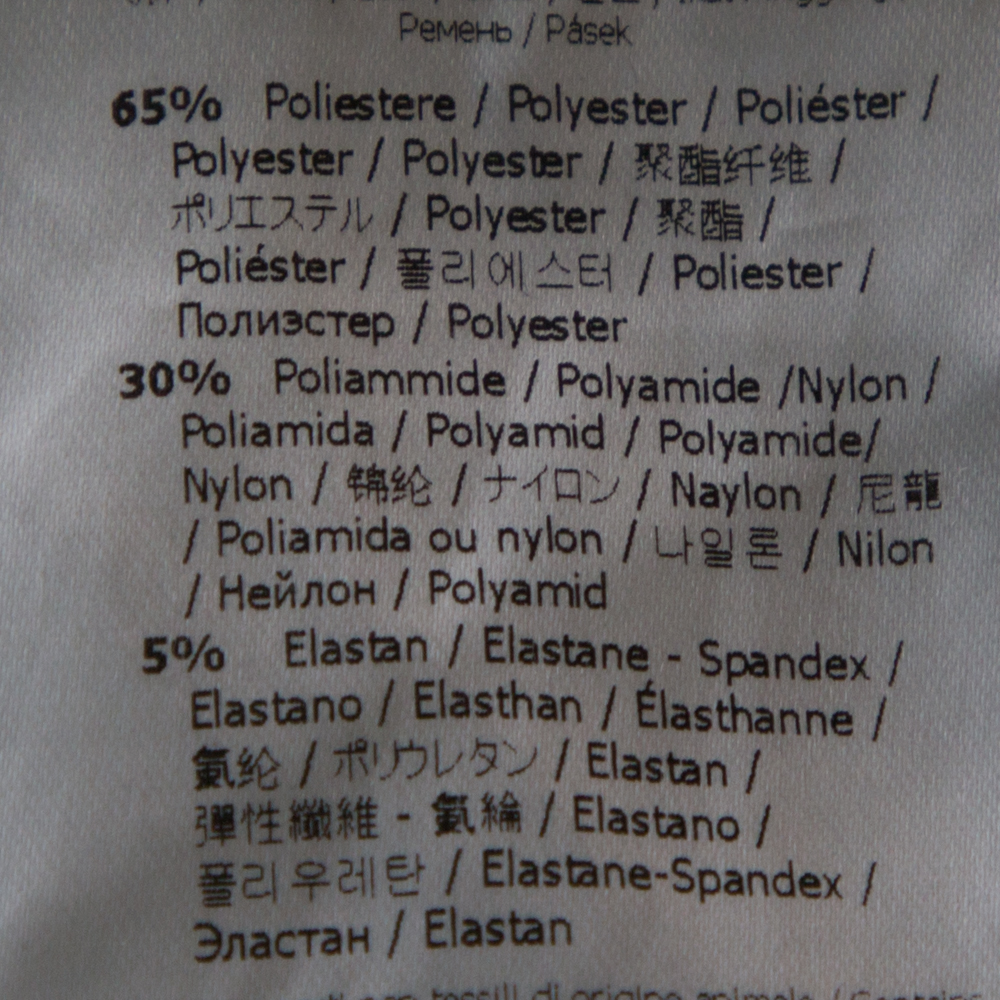 Ремень / Pásek
65% Poliestere / Polyester / Poliéster /
Polyester / Polyester / 聚酯纤维 /
ポリエステル / Polyester / 聚酯 /
Poliéster / 폴리에스터 / Poliester /
Полиэстер / Polyester
30% Poliammide / Polyamide /Nylon /
Poliamida / Polyamid / Polyamide/
Nylon / 锦纶 / ナイロン / Naylon / 尼龍
/ Poliamida ou nylon / 나일론 / Nilon
/ Нейлон / Polyamid
5% Elastan / Elastane - Spandex /
Elastano / Elasthan / Élasthanne /
氨纶 / ポリウレタン / Elastan /
彈性纖維 - 氨綸 / Elastano /
폴리우레탄 / Elastane-Spandex /
Эластан / Elastan
tessili di origine animale /